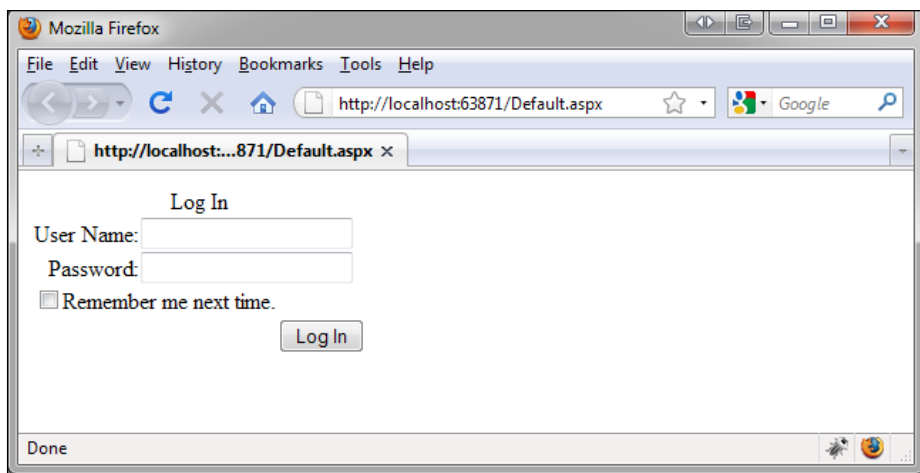 Mozilla Firefox
File Edit View History Bookmarks Tools Help
http://localhost:63871/Default.aspx
Google
http://localhost:...871/Default.aspx
Log In
User Name:
Password:
Remember me next time.
Log In
Done